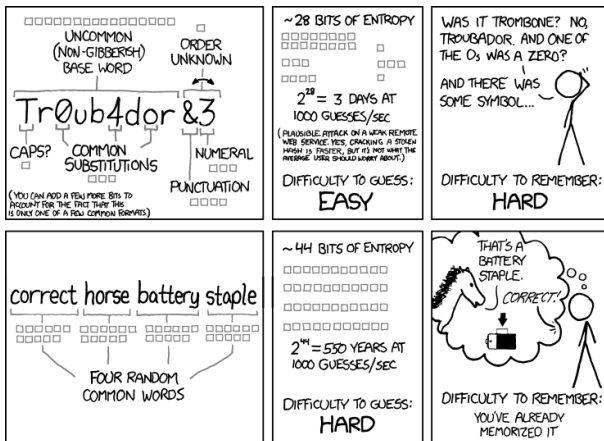 UNCOMMON
(NON-GIBBERISH)
BASE WORD
ORDER
UNKNOWN
Tr0ub4dor &3
CAPS?
COMMON
SUBSTITUTIONS
NUMERAL
PUNCTUATION
(YOU CAN ADD A FEW MORE BITS TO
ACCOUNT FOR THE FACT THAT THIS
IS ONLY ONE OF A FEW COMMON FORMATS.)
~28 BITS OF ENTROPY
2^28 = 3 DAYS AT
1000 GUESSES/SEC
(PLAUSIBLE ATTACK ON A WEAK REMOTE
WEB SERVICE. YES, CRACKING A STOLEN
HASH IS FASTER, BUT IT'S NOT WHAT THE
AVERAGE USER SHOULD WORRY ABOUT.)
DIFFICULTY TO GUESS:
EASY
WAS IT TROMBONE? NO,
TROUBADOR. AND ONE OF
THE Os WAS A ZERO?
AND THERE WAS
SOME SYMBOL...
DIFFICULTY TO REMEMBER:
HARD
correct horse battery staple
FOUR RANDOM
COMMON WORDS
~44 BITS OF ENTROPY
2^44 = 550 YEARS AT
1000 GUESSES/SEC
DIFFICULTY TO GUESS:
HARD
THAT'S A
BATTERY
STAPLE.
CORRECT!
DIFFICULTY TO REMEMBER:
YOU'VE ALREADY
MEMORIZED IT